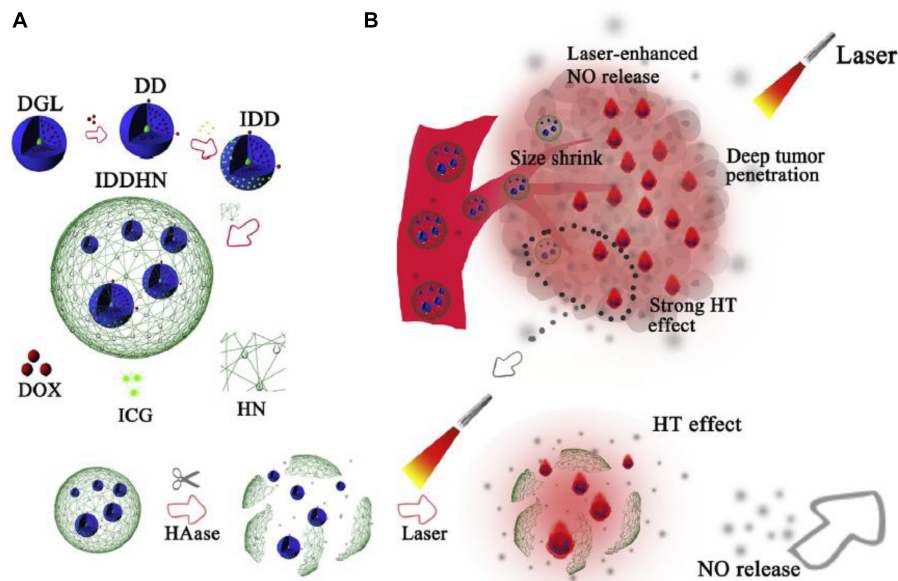 A
DGL
DD
IDD
IDDHN
DOX
ICG
HN
HAase
Laser
B
Laser-enhanced
NO release
Laser
Size shrink
Deep tumor
penetration
Strong HT
effect
HT effect
NO release